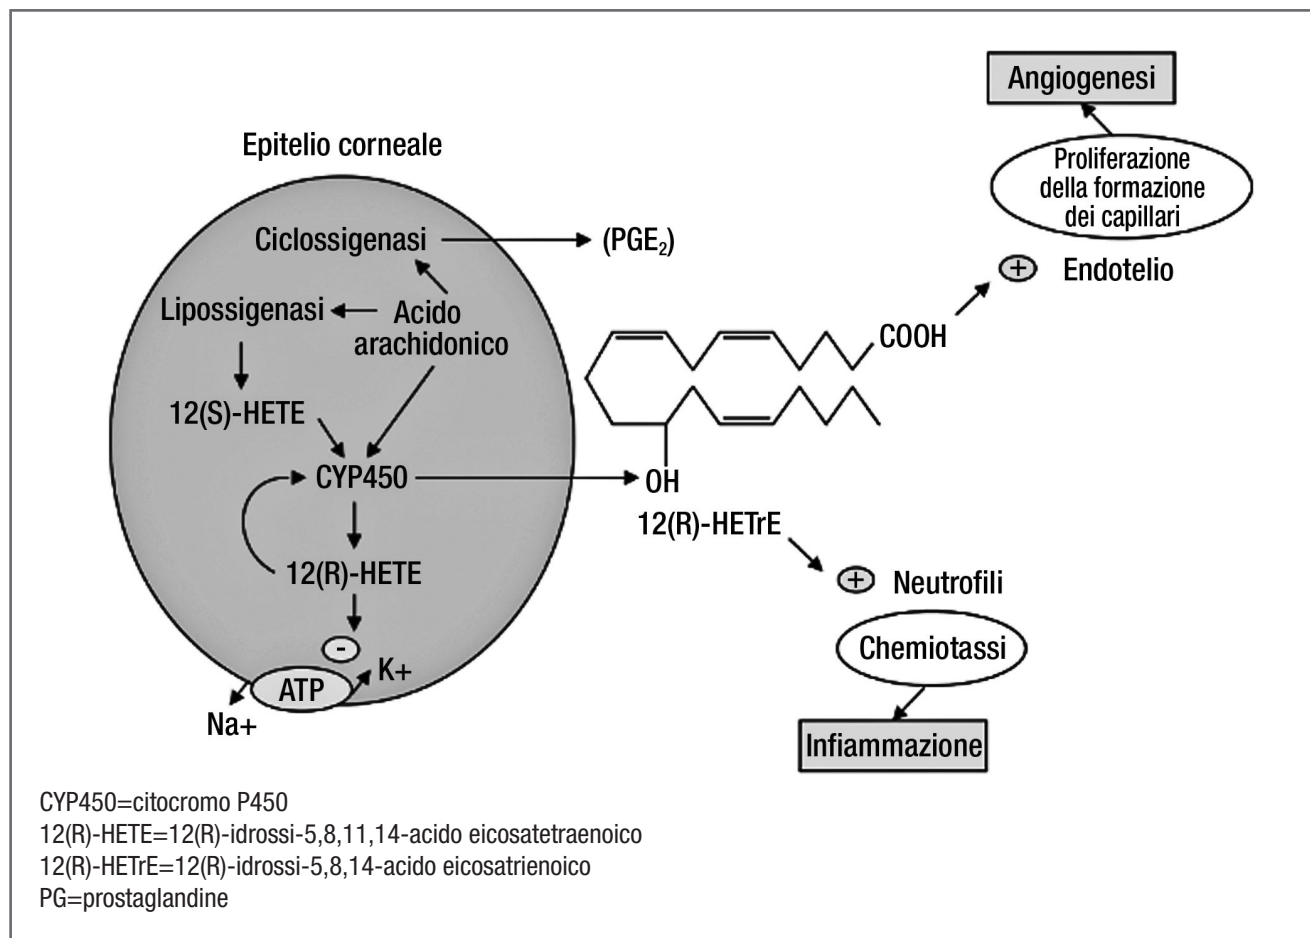 Angiogenesi
Proliferazione
della formazione
dei capillari
Endotelio
+
Epitelio corneale
Ciclossigenasi
(PGE₂)
Lipossigenasi
Acido
arachidonico
12(S)-HETE
CYP450
12(R)-HETE
-
ATP
K+
Na+
COOH
OH
12(R)-HETrE
+
Neutrofili
Chemiotassi
Infiammazione
CYP450=citocromo P450
12(R)-HETE=12(R)-idrossi-5,8,11,14-acido eicosatetraenoico
12(R)-HETrE=12(R)-idrossi-5,8,14-acido eicosatrienoico
PG=prostaglandine